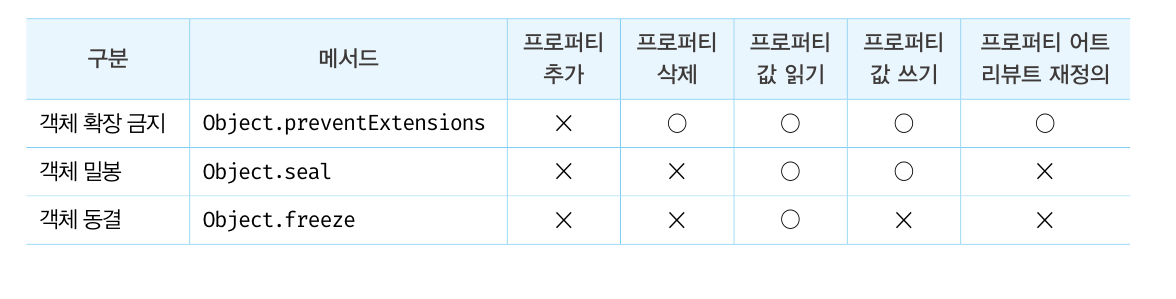 구분 메서드 프로퍼티 추가 프로퍼티 삭제 프로퍼티 값 읽기 프로퍼티 값 쓰기 프로퍼티 어트리뷰트 재정의
객체 확장 금지 Object.preventExtensions × ○ ○ ○ ○
객체 밀봉 Object.seal × × ○ ○ ×
객체 동결 Object.freeze × × ○ × ×